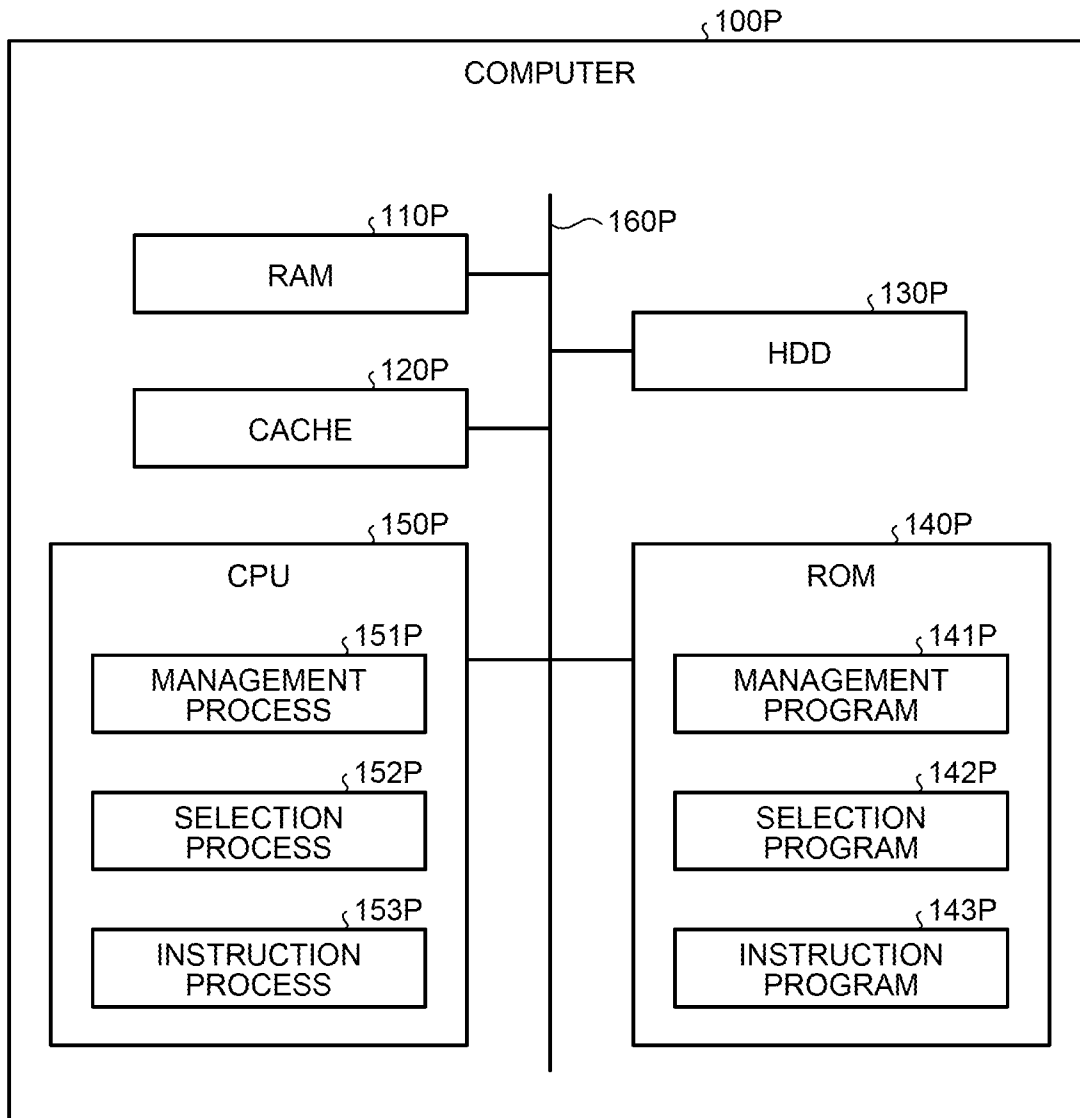 100P
COMPUTER
110P
RAM
160P
130P
HDD
120P
CACHE
150P
CPU
140P
ROM
151P
MANAGEMENT
PROCESS
141P
MANAGEMENT
PROGRAM
152P
SELECTION
PROCESS
142P
SELECTION
PROGRAM
153P
INSTRUCTION
PROCESS
143P
INSTRUCTION
PROGRAM